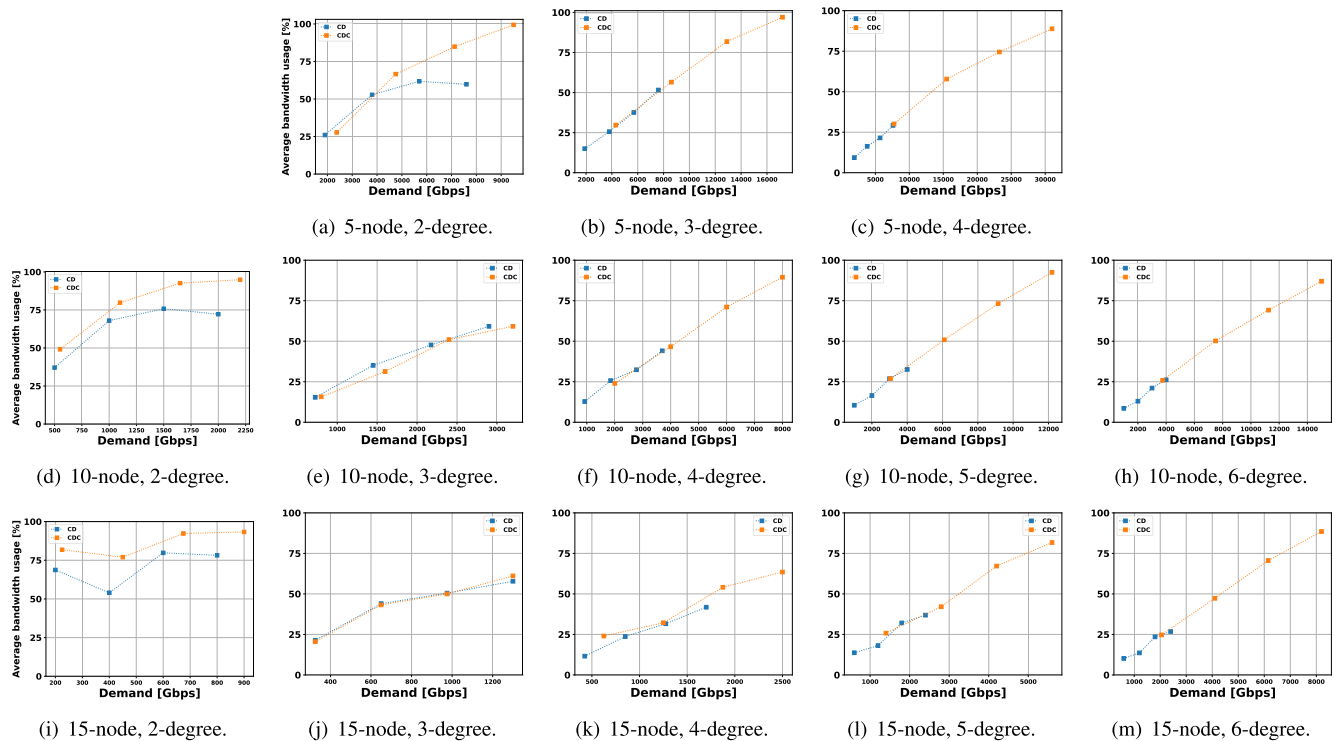 Average bandwidth usage [%]
100
75
50
25
0
CD
CDC
2000 3000 4000 5000 6000 7000 8000 9000
Demand [Gbps]
(a) 5-node, 2-degree.
100
75
50
25
0
CD
CDC
2000 4000 6000 8000 10000 12000 14000 16000
Demand [Gbps]
(b) 5-node, 3-degree.
100
75
50
25
0
CD
CDC
5000 10000 15000 20000 25000 30000
Demand [Gbps]
(c) 5-node, 4-degree.
Average bandwidth usage [%]
100
75
50
25
0
CD
CDC
500 750 1000 1250 1500 1750 2000 2250
Demand [Gbps]
(d) 10-node, 2-degree.
100
75
50
25
0
CD
CDC
1000 1500 2000 2500 3000
Demand [Gbps]
(e) 10-node, 3-degree.
100
75
50
25
0
CD
CDC
1000 2000 3000 4000 5000 6000 7000 8000
Demand [Gbps]
(f) 10-node, 4-degree.
100
75
50
25
0
CD
CDC
2000 4000 6000 8000 10000 12000
Demand [Gbps]
(g) 10-node, 5-degree.
100
75
50
25
0
CD
CDC
2000 4000 6000 8000 10000 12000 14000
Demand [Gbps]
(h) 10-node, 6-degree.
Average bandwidth usage [%]
100
75
50
25
0
CD
CDC
200 300 400 500 600 700 800 900
Demand [Gbps]
(i) 15-node, 2-degree.
100
75
50
25
0
CD
CDC
400 600 800 1000 1200
Demand [Gbps]
(j) 15-node, 3-degree.
100
75
50
25
0
CD
CDC
500 1000 1500 2000 2500
Demand [Gbps]
(k) 15-node, 4-degree.
100
75
50
25
0
CD
CDC
1000 2000 3000 4000 5000
Demand [Gbps]
(l) 15-node, 5-degree.
100
75
50
25
0
CD
CDC
1000 2000 3000 4000 5000 6000 7000 8000
Demand [Gbps]
(m) 15-node, 6-degree.